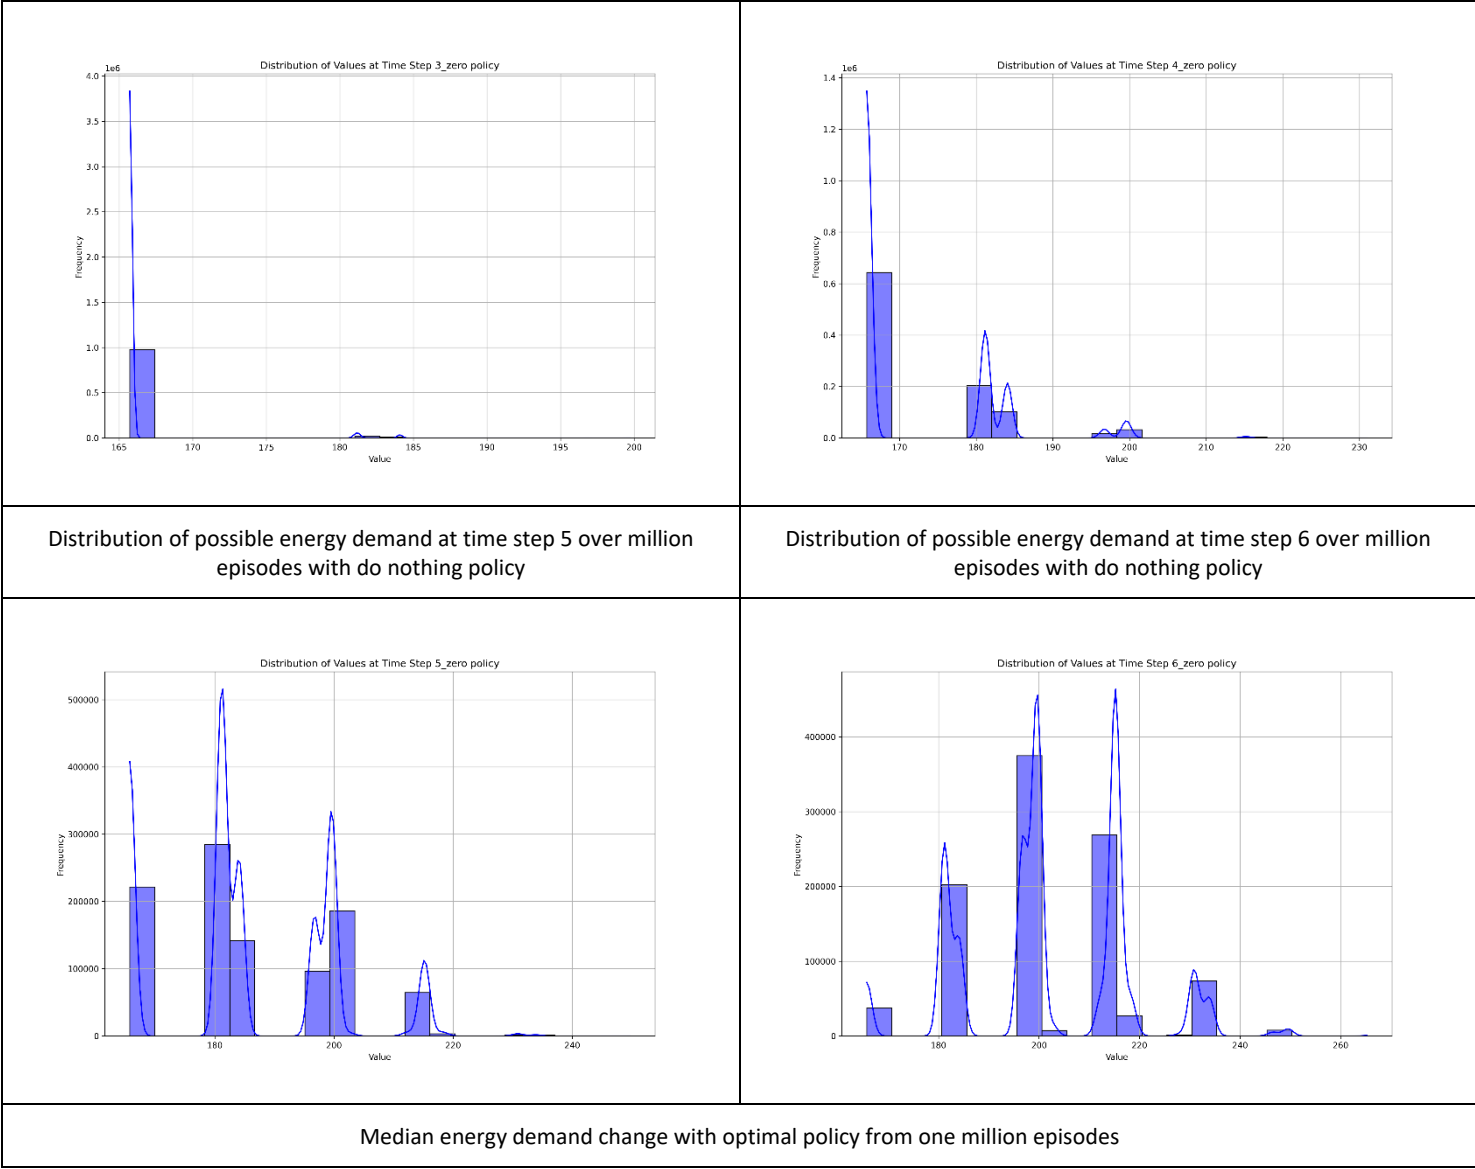 Distribution of Values at Time Step 3_zero policy
1e6
4.0
3.5
3.0
2.5
2.0
1.5
1.0
0.5
0.0
Frequency
165 170 175 180 185 190 195 200
Value
Distribution of Values at Time Step 4_zero policy
1e6
1.4
1.2
1.0
0.8
0.6
0.4
0.2
0.0
Frequency
170 180 190 200 210 220 230
Value
Distribution of possible energy demand at time step 5 over million
episodes with do nothing policy
Distribution of possible energy demand at time step 6 over million
episodes with do nothing policy
Distribution of Values at Time Step 5_zero policy
500000
400000
300000
200000
100000
0
Frequency
180 200 220 240
Value
Distribution of Values at Time Step 6_zero policy
400000
300000
200000
100000
0
Frequency
180 200 220 240 260
Value
Median energy demand change with optimal policy from one million episodes